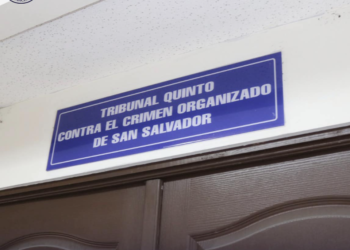 TRIBUNAL QUINTO
CONTRA EL CRIMEN ORGANIZADO
DE SAN SALVADOR